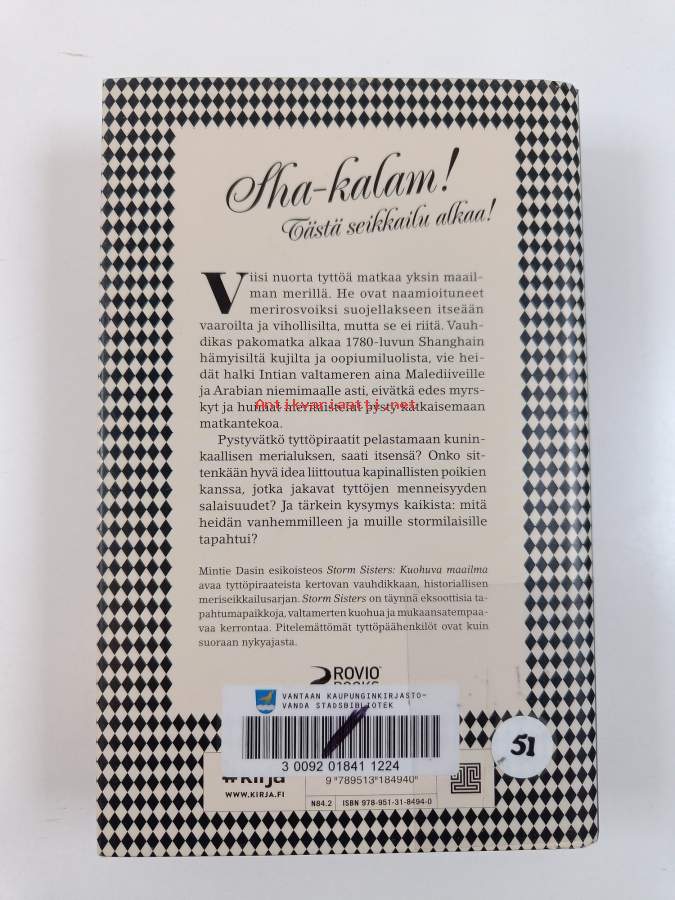 Sha-kalam!
Tästä seikkailu alkaa!
Viisi nuorta tyttöä matkaa yksin maail-
man merillä. He ovat naamioituneet
merirosvoiksi suojellakseen itseään
vaaroilta ja vihollisilta, mutta se ei riitä. Vauh-
dikas pakomatka alkaa 1780-luvun Shanghain
hämyisiltä kujilta ja oopiumiluolista, vie hei-
dät halki Intian valtameren aina Malediiveille
ja Arabian niemimaalle asti, eivätkä edes myrs-
kyt ja hurjat pysty katkaisemaan
Antikvariaatti.net
matkantekoa.
Pystyvätkö tyttöpiraatit pelastamaan kunin-
kaallisen merialuksen, saati itsensä? Onko sit-
tenkään hyvä idea liittoutua kapinallisten poikien
kanssa, jotka jakavat tyttöjen menneisyyden
salaisuudet? Ja tärkein kysymys kaikista: mitä
heidän vanhemmilleen ja muille stormilaisille
tapahtui?
Mintie Dasin esikoisteos Storm Sisters: Kuohuva maailma
avaa tyttöpiraateista kertovan vauhdikkaan, historiallisen
meriseikkailusarjan. Storm Sisters on täynnä eksoottisia ta-
pahtumapaikkoja, valtamerten kuohua ja mukaansatempaa-
vaa kerrontaa. Pitelemättömät tyttöpäähenkilöt ovat kuin
suoraan nykyajasta.
ROVIO
BOOKS
VANTAAN KAUPUNGINKIRJASTO-
VANDA STADSBIBLIOTEK
3 0092 01841 1224
51
#kirja
WWW.KIRJA.FI
9 789513 184940
N84.2 ISBN 978-951-31-8494-0